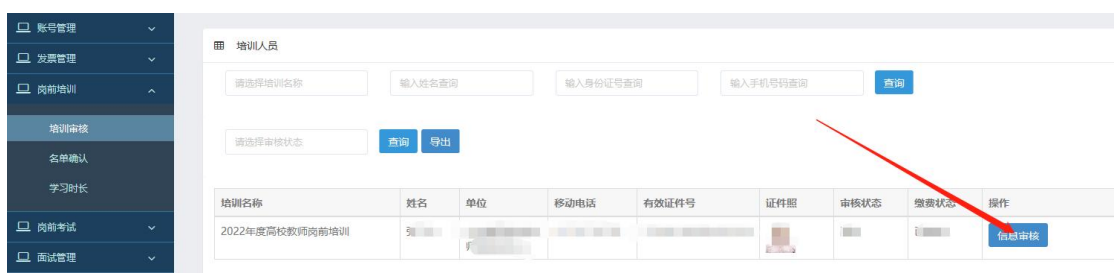 账号管理
发票管理
岗前培训
培训审核
名单确认
学习时长
岗前考试
面试管理
培训人员
请选择培训名称 输入姓名查询 输入身份证号查询 输入手机号码查询 查询
请选择审核状态 查询 导出
培训名称 姓名 单位 移动电话 有效证件号 证件照 审核状态 缴费状态 操作
2022年度高校教师岗前培训 信息审核